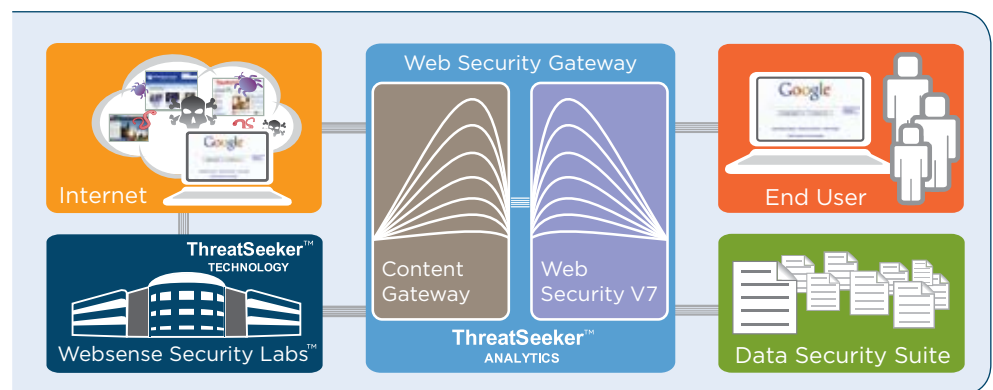 Internet
Google
ThreatSeeker™
TECHNOLOGY
Websense Security Labs™
Web Security Gateway
Content
Gateway
Web
Security V7
ThreatSeeker™
ANALYTICS
Google
End User
Data Security Suite